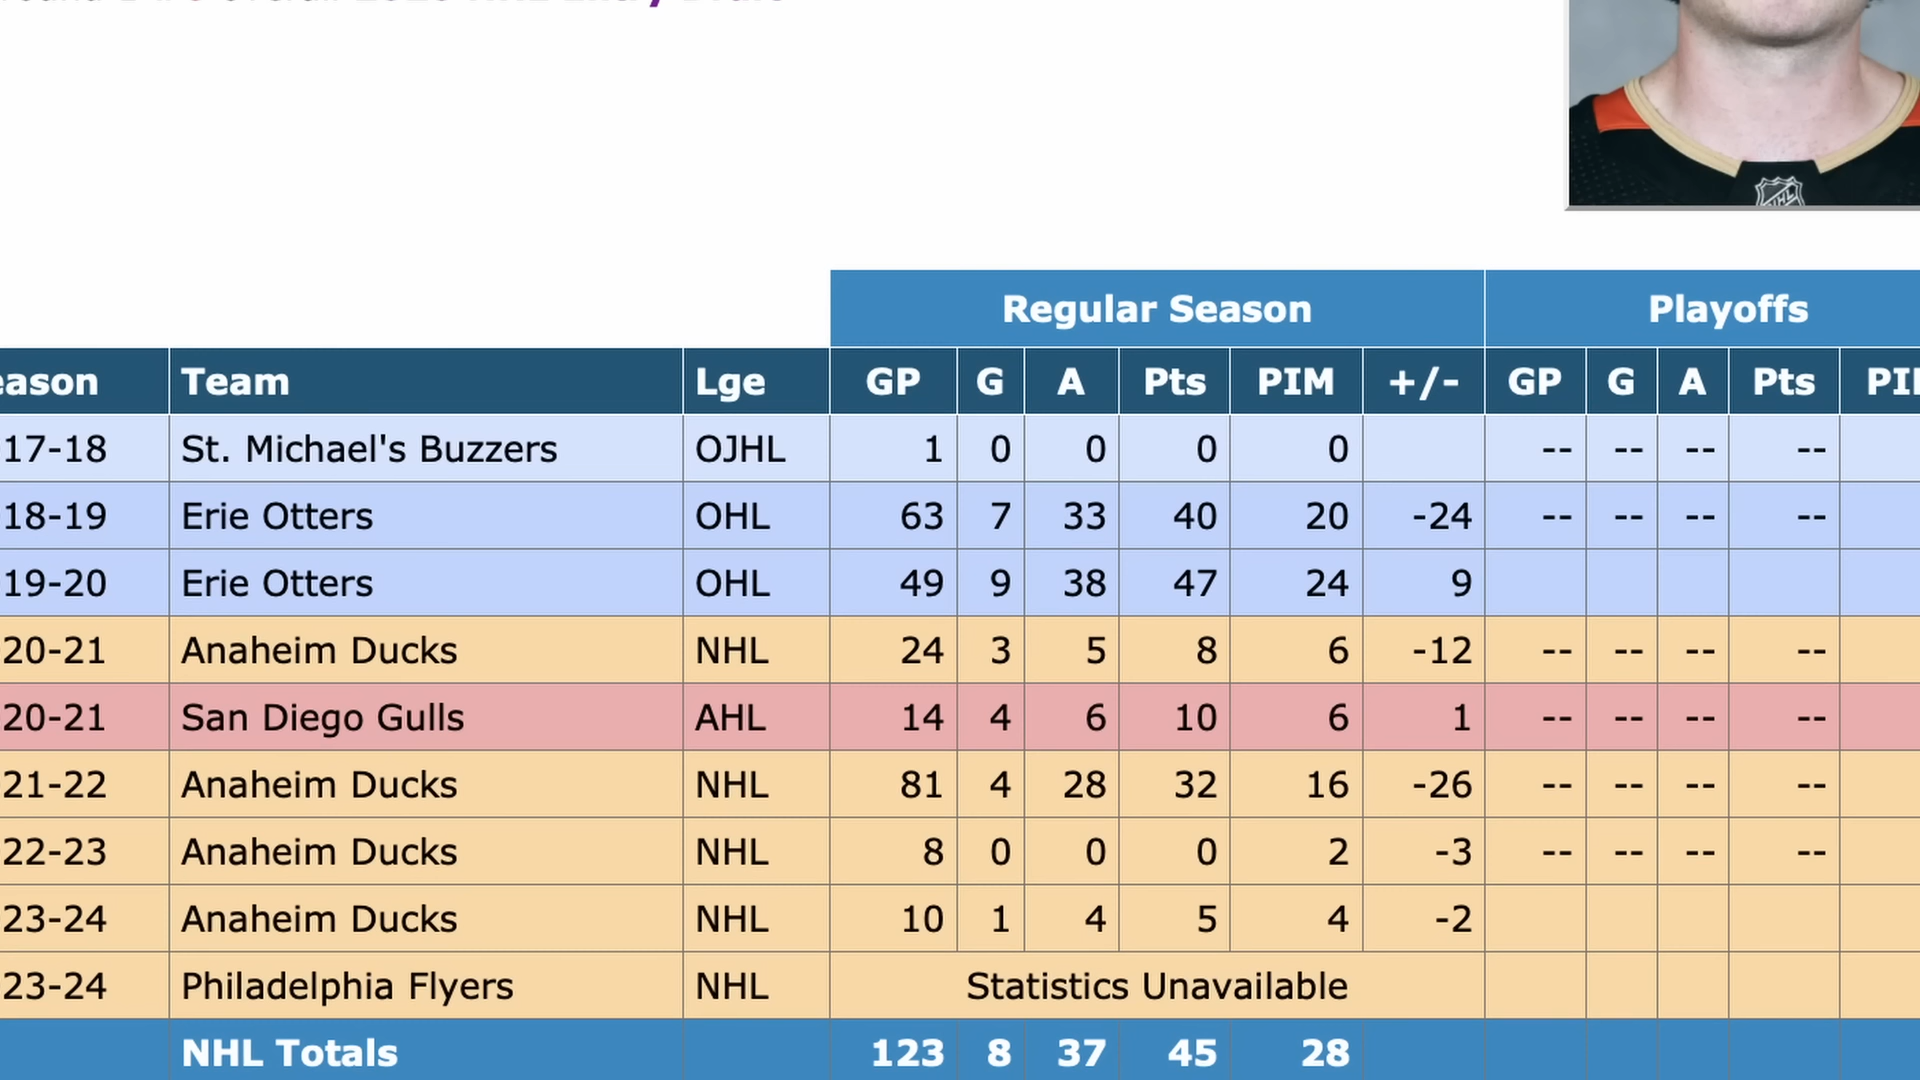 Regular Season Playoffs
Team Lge GP G A Pts PIM +/- GP G A Pts
17-18 St. Michael's Buzzers OJHL 1 0 0 0 0 -- -- -- --
18-19 Erie Otters OHL 63 7 33 40 20 -24 -- -- -- --
19-20 Erie Otters OHL 49 9 38 47 24 9
20-21 Anaheim Ducks NHL 24 3 5 8 6 -12 -- -- -- --
20-21 San Diego Gulls AHL 14 4 6 10 6 1 -- -- -- --
21-22 Anaheim Ducks NHL 81 4 28 32 16 -26 -- -- -- --
22-23 Anaheim Ducks NHL 8 0 0 0 2 -3 -- -- -- --
23-24 Anaheim Ducks NHL 10 1 4 5 4 -2
23-24 Philadelphia Flyers NHL Statistics Unavailable
NHL Totals 123 8 37 45 28